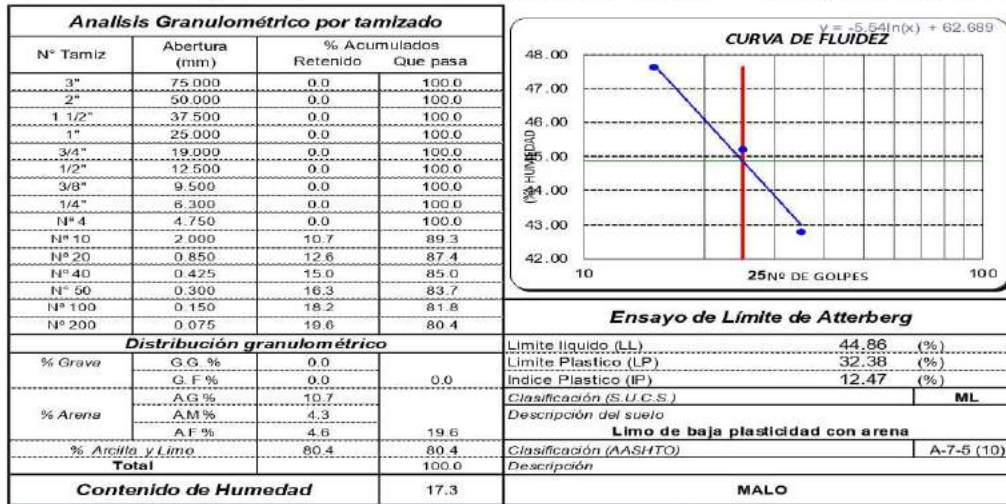 Analisis Granulométrico por tamizado
N° Tamiz Abertura (mm) % Acumulados
Retenido Que pasa
3" 75.000 0.0 100.0
2" 50.000 0.0 100.0
1 1/2" 37.500 0.0 100.0
1" 25.000 0.0 100.0
3/4" 19.000 0.0 100.0
1/2" 12.500 0.0 100.0
3/8" 9.500 0.0 100.0
1/4" 6.300 0.0 100.0
Nª 4 4.750 0.0 100.0
Nª 10 2.000 10.7 89.3
Nª 20 0.850 12.6 87.4
N° 40 0.425 15.0 85.0
N° 50 0.300 16.3 83.7
Nª 100 0.150 18.2 81.8
N° 200 0.075 19.6 80.4
Distribución granulométrico
% Grava G.G. % 0.0
G. F % 0.0 0.0
% Arena A.G % 10.7
A.M % 4.3
A.F % 4.6 19.6
% Arcilla y Limo 80.4 80.4
Total 100.0
Contenido de Humedad 17.3
y = -5.54ln(x) + 62.689
CURVA DE FLUIDEZ
(%) HUMEDAD
48.00
47.00
46.00
45.00
44.00
43.00
42.00
10 25 Nº DE GOLPES 100
Ensayo de Límite de Atterberg
Limite liquido (LL) 44.86 (%)
Limite Plastico (LP) 32.38 (%)
Indice Plastico (IP) 12.47 (%)
Clasificación (S.U.C.S.) ML
Descripción del suelo
Limo de baja plasticidad con arena
Clasificación (AASHTO) A-7-5 (10)
Descripción
MALO